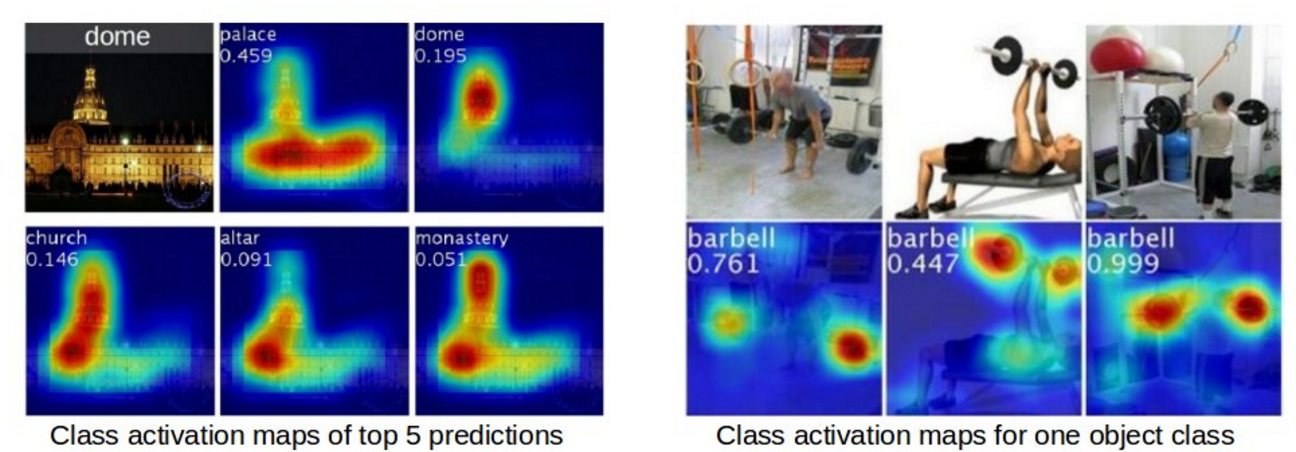 dome
palace
0.459
dome
0.195
church
0.146
altar
0.091
monastery
0.051
Class activation maps of top 5 predictions
barbell
0.761
barbell
0.447
barbell
0.999
Class activation maps for one object class